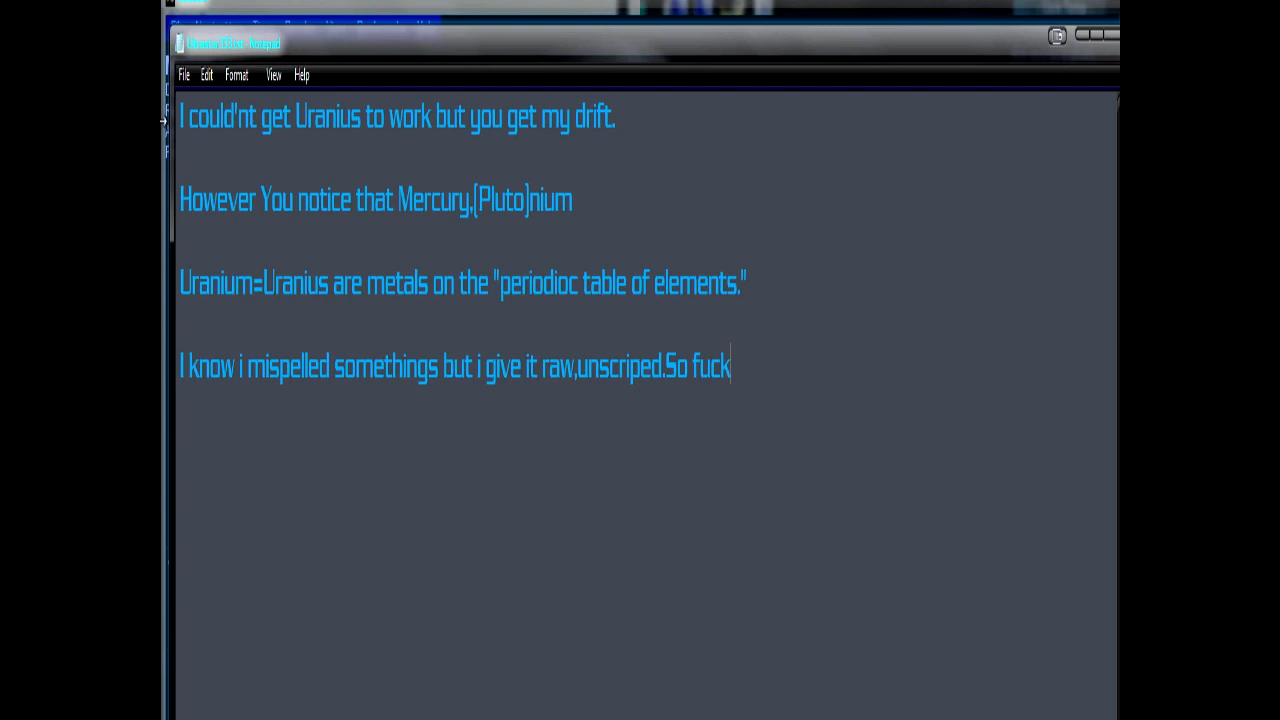 File Edit Format View Help
I could'nt get Uranius to work but you get my drift.
However You notice that Mercury,(Pluto)nium
Uranium=Uranius are metals on the "periodioc table of elements."
I know i mispelled somethings but i give it raw,unscriped.So fuck